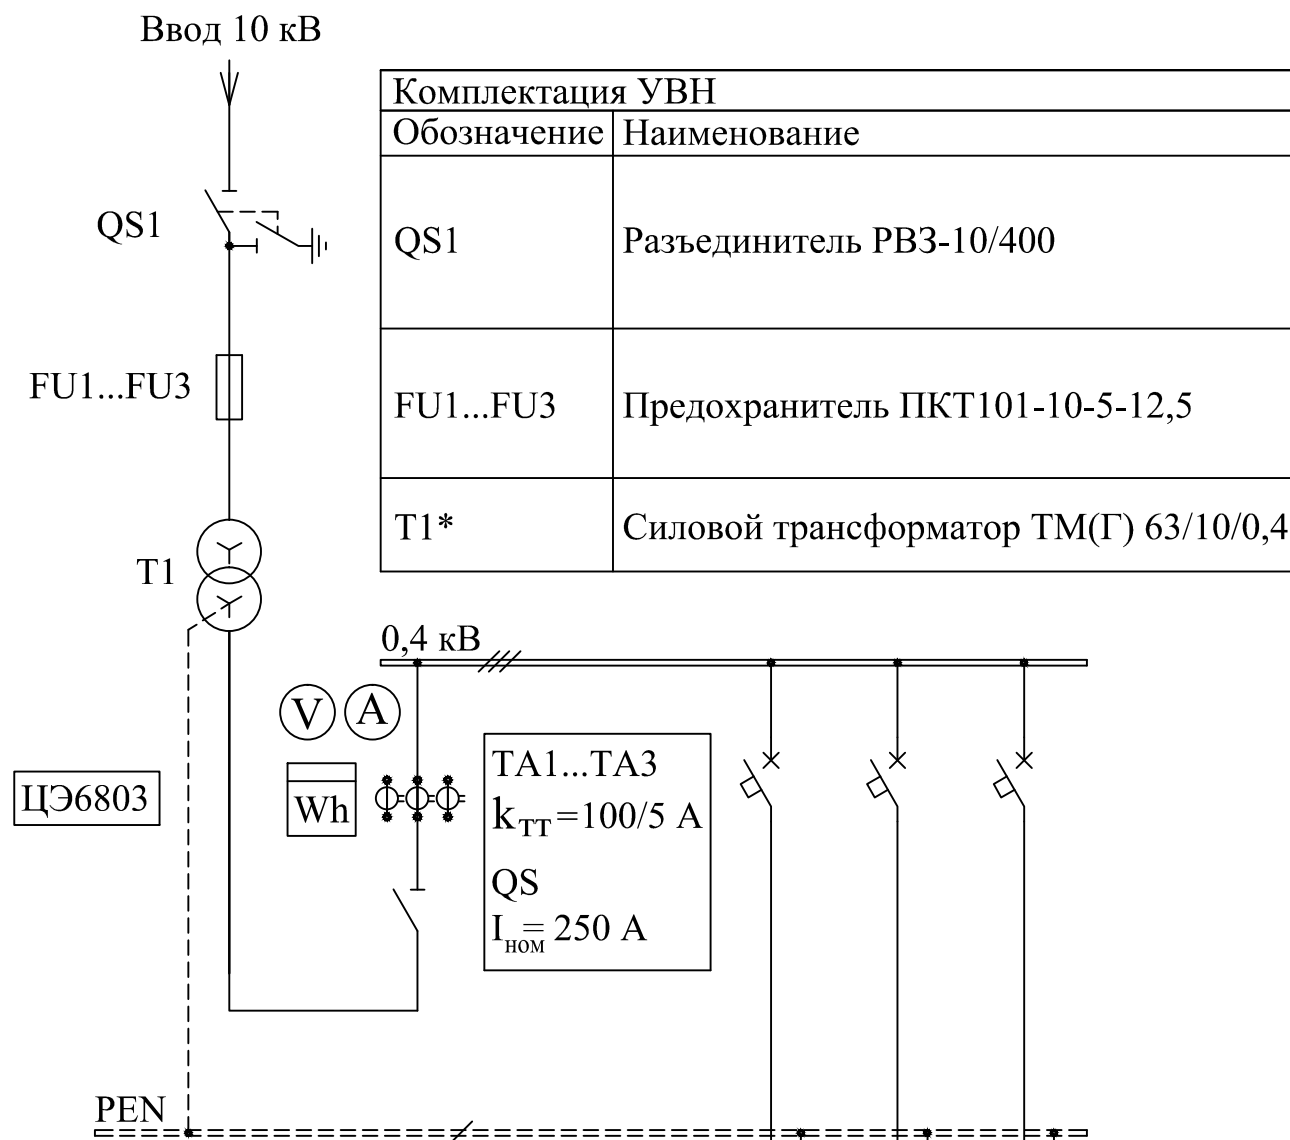 Ввод 10 кВ
Комплектация УВН
Обозначение Наименование
QS1
QS1 Разъединитель РВЗ-10/400
FU1...FU3
FU1...FU3 Предохранитель ПКТ101-10-5-12,5
T1* Силовой трансформатор ТМ(Г) 63/10/0,4
T1
0,4 кВ
V A
TA1...TA3
ЦЭ6803
Wh
kТТ=100/5 А
QS
Iном= 250 А
PEN